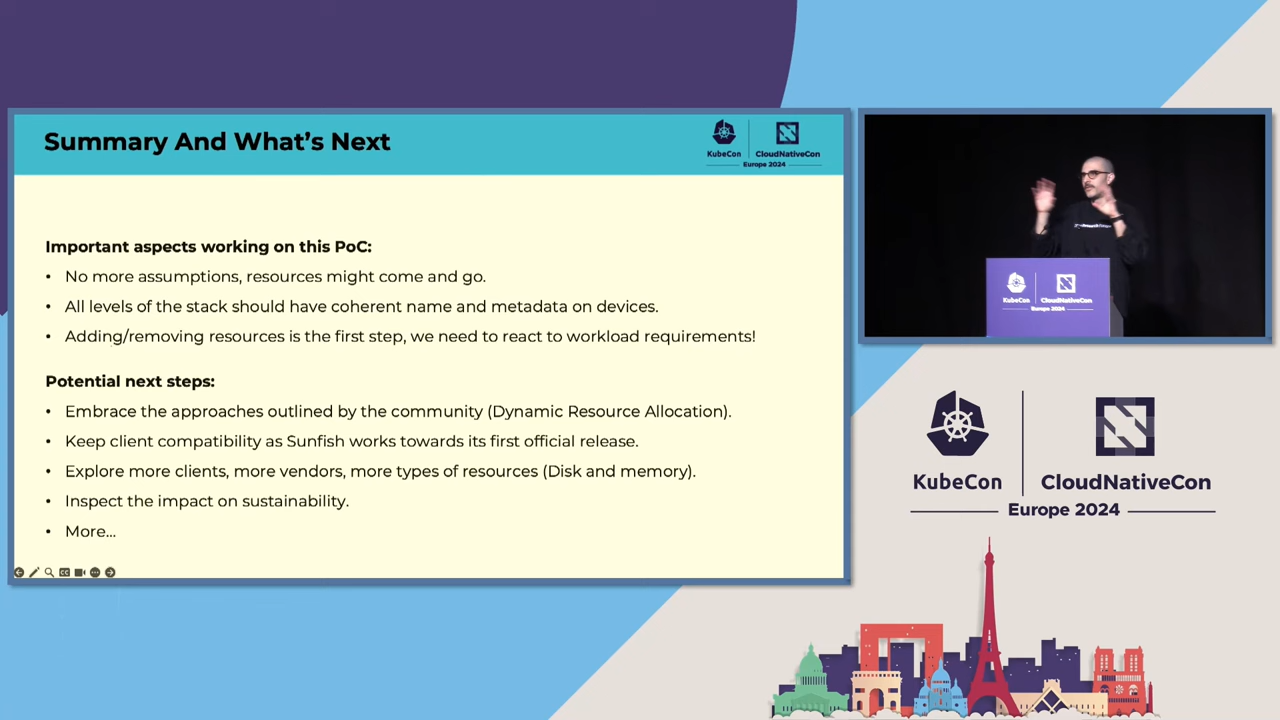 Summary And What's Next
KubeCon
CloudNativeCon
Europe 2024
Important aspects working on this PoC:
• No more assumptions, resources might come and go.
• All levels of the stack should have coherent name and metadata on devices.
• Adding/removing resources is the first step, we need to react to workload requirements!
Potential next steps:
• Embrace the approaches outlined by the community (Dynamic Resource Allocation).
• Keep client compatibility as Sunfish works towards its first official release.
• Explore more clients, more vendors, more types of resources (Disk and memory).
• Inspect the impact on sustainability.
• More...
KubeCon
CloudNativeCon
Europe 2024
KubeCon
CloudNativeCon
Europe 2024